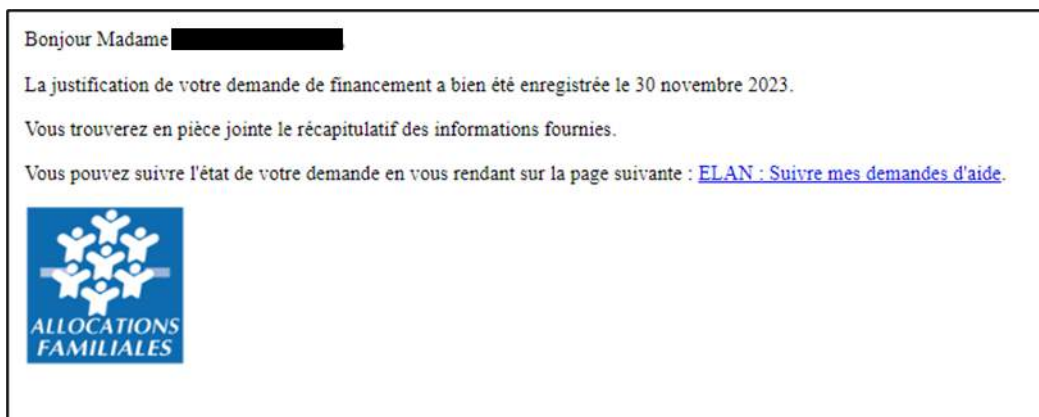 Bonjour Madame
La justification de votre demande de financement a bien été enregistrée le 30 novembre 2023.
Vous trouverez en pièce jointe le récapitulatif des informations fournies.
Vous pouvez suivre l'état de votre demande en vous rendant sur la page suivante : ELAN : Suivre mes demandes d'aide.
ALLOCATIONS
FAMILIALES